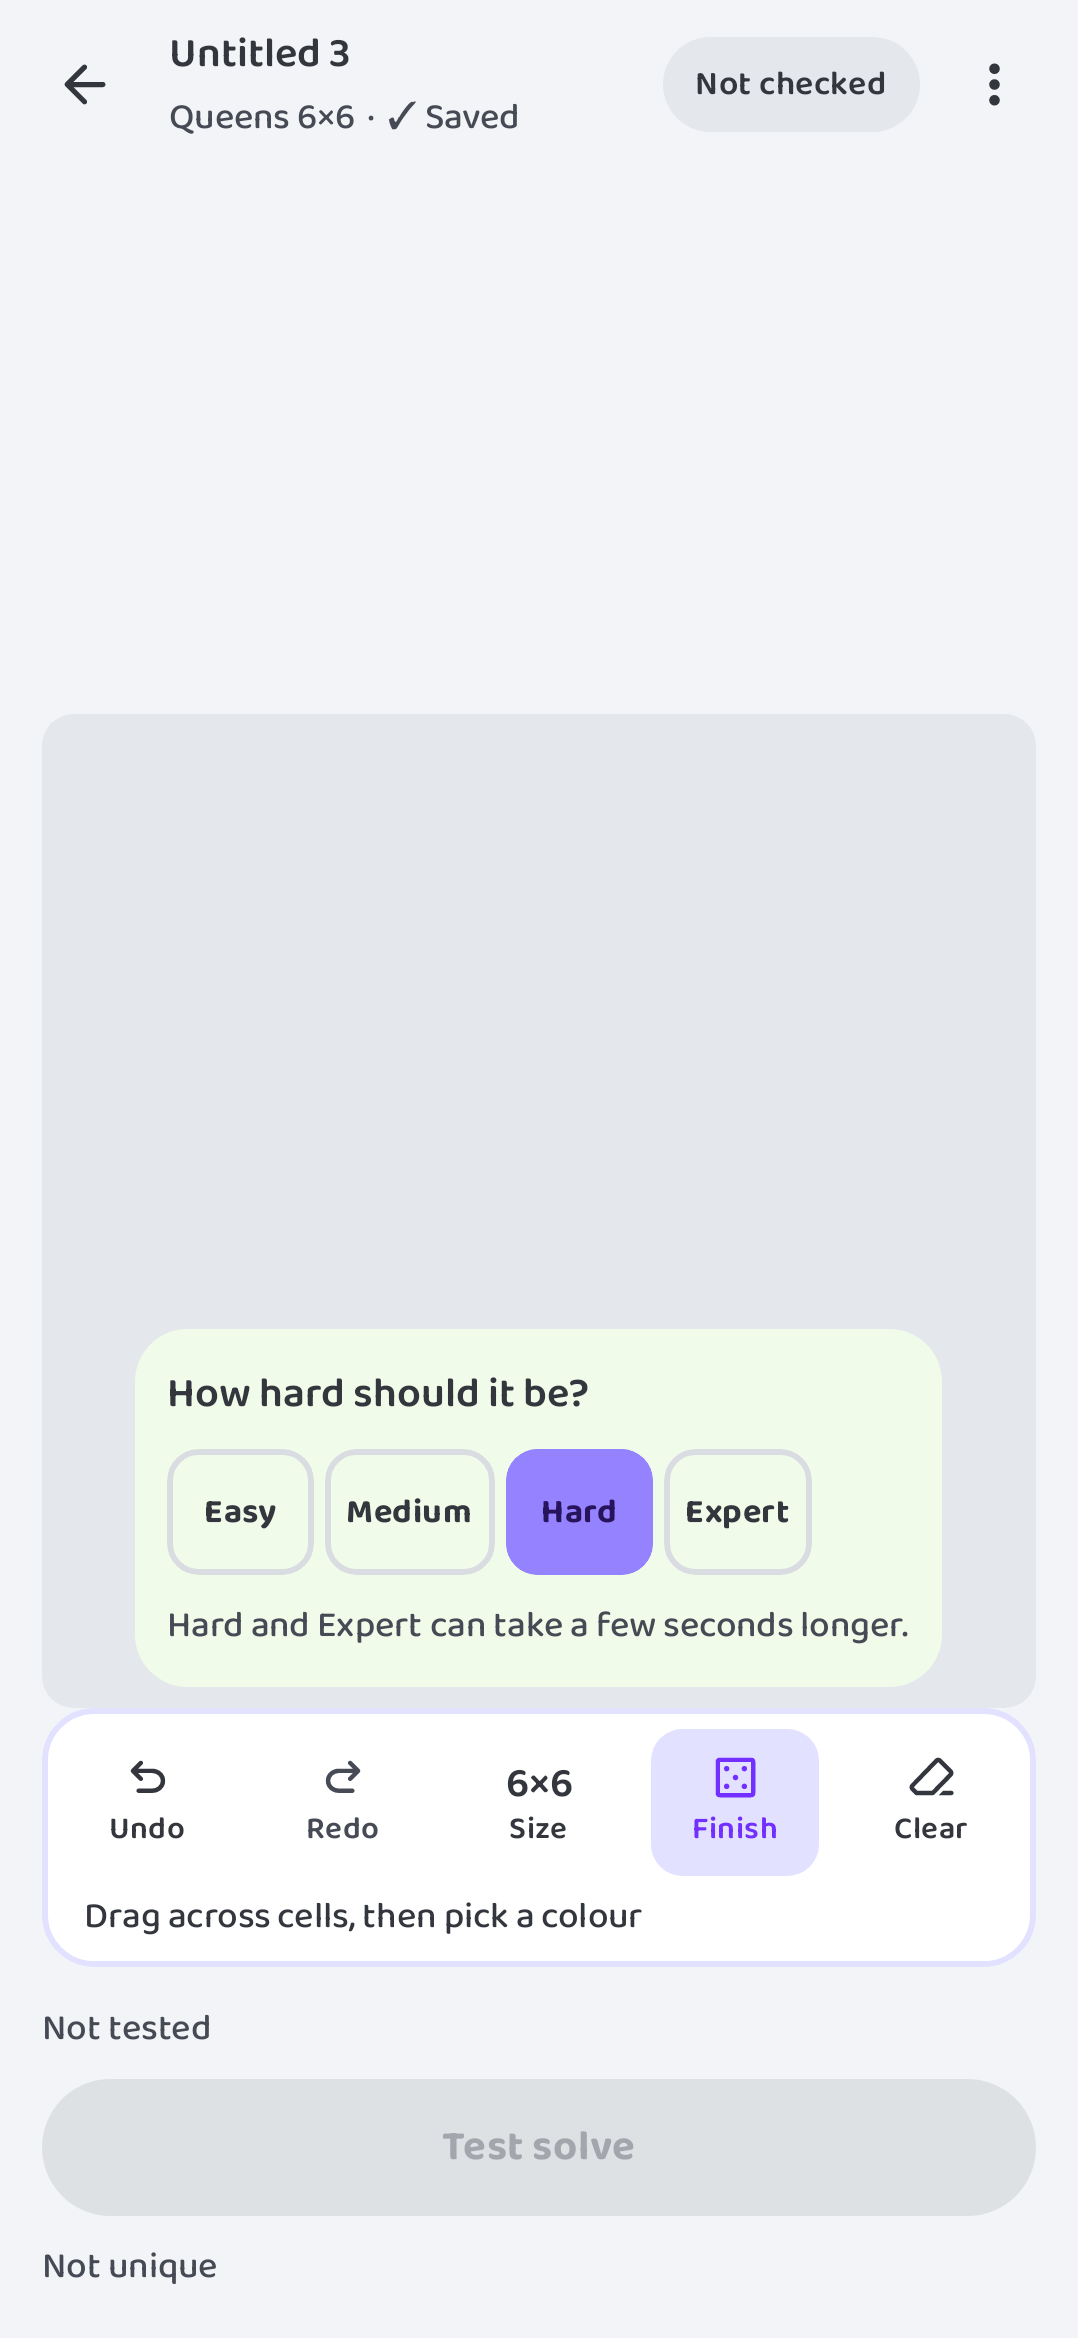 Untitled 3
Queens 6×6 · ✓ Saved
Not checked
How hard should it be?
Easy
Medium
Hard
Expert
Hard and Expert can take a few seconds longer.
Undo
Redo
6×6
Size
Finish
Clear
Drag across cells, then pick a colour
Not tested
Test solve
Not unique